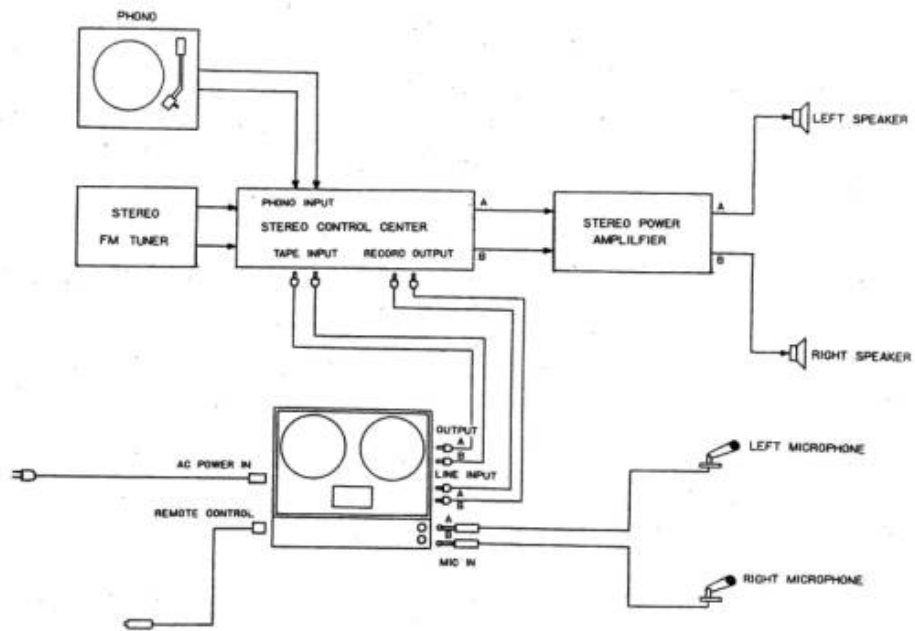 PHONO
LEFT SPEAKER
PHONO INPUT
A
STEREO
FM TUNER
STEREO CONTROL CENTER
STEREO POWER
AMPLILFIER
A
TAPE INPUT
RECORD OUTPUT
B
B
RIGHT SPEAKER
OUTPUT
A
B
LEFT MICROPHONE
AC POWER IN
LINE INPUT
A
B
REMOTE CONTROL
A
B
MIC IN
RIGHT MICROPHONE